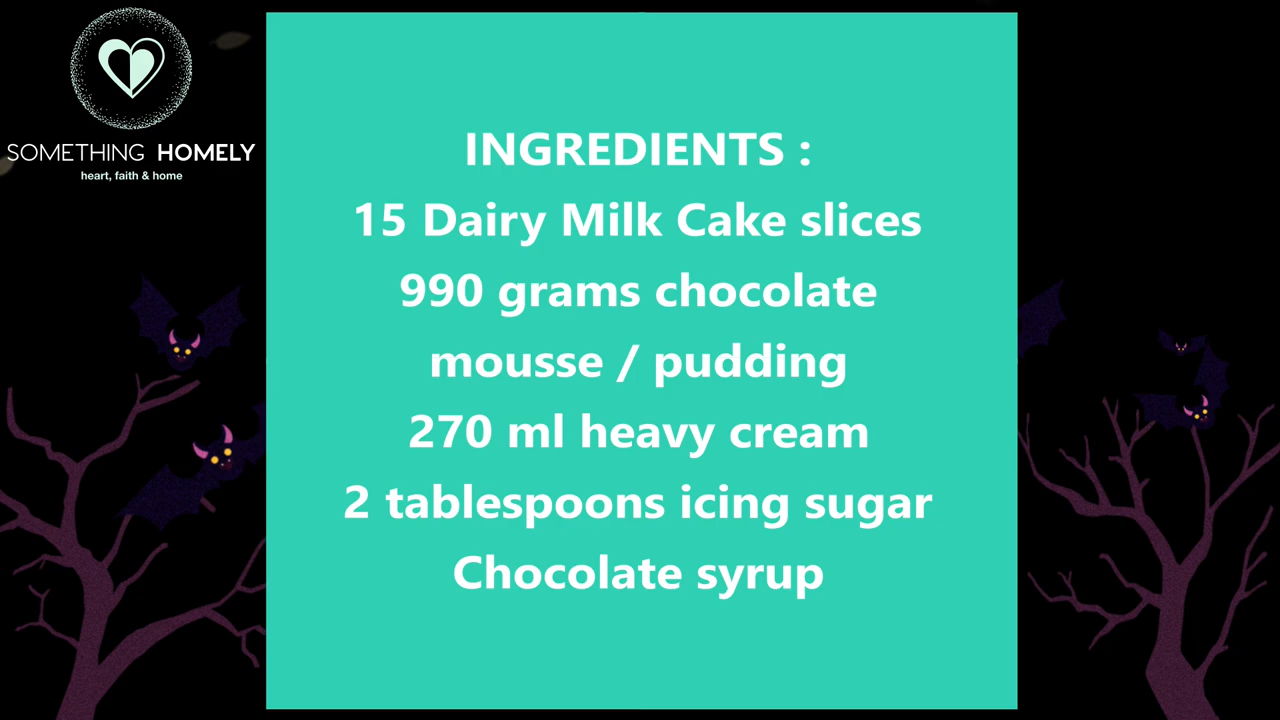 SOMETHING HOMELY
heart, faith & home
INGREDIENTS :
15 Dairy Milk Cake slices
990 grams chocolate
mousse / pudding
270 ml heavy cream
2 tablespoons icing sugar
Chocolate syrup